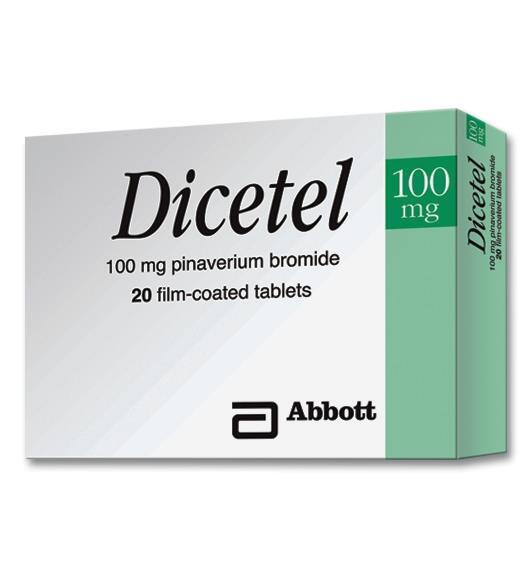 Dicetel
100 mg pinaverium bromide
20 film-coated tablets
Abbott
100
mg
100
mg
Dicetel
100 mg pinaverium bromide
20 film-coated tablets